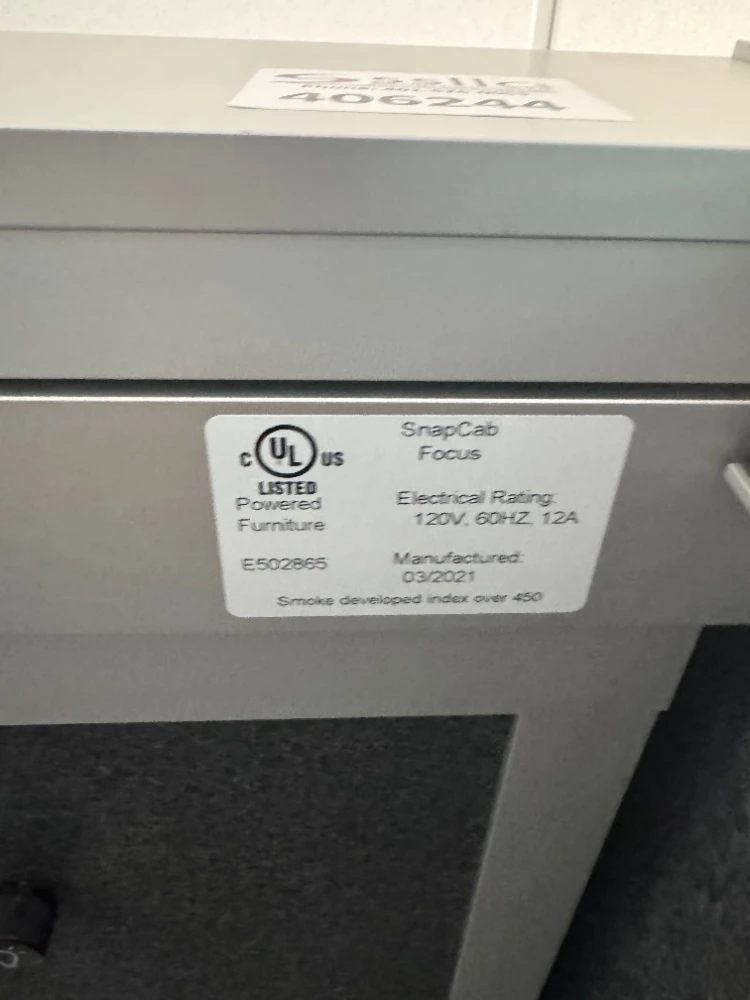 406244
C UL US
LISTED
Powered
Furniture
E502865
SnapCab
Focus
Electrical Rating:
120V, 60HZ, 12A
Manufactured:
03/2021
Smoke developed index over 450